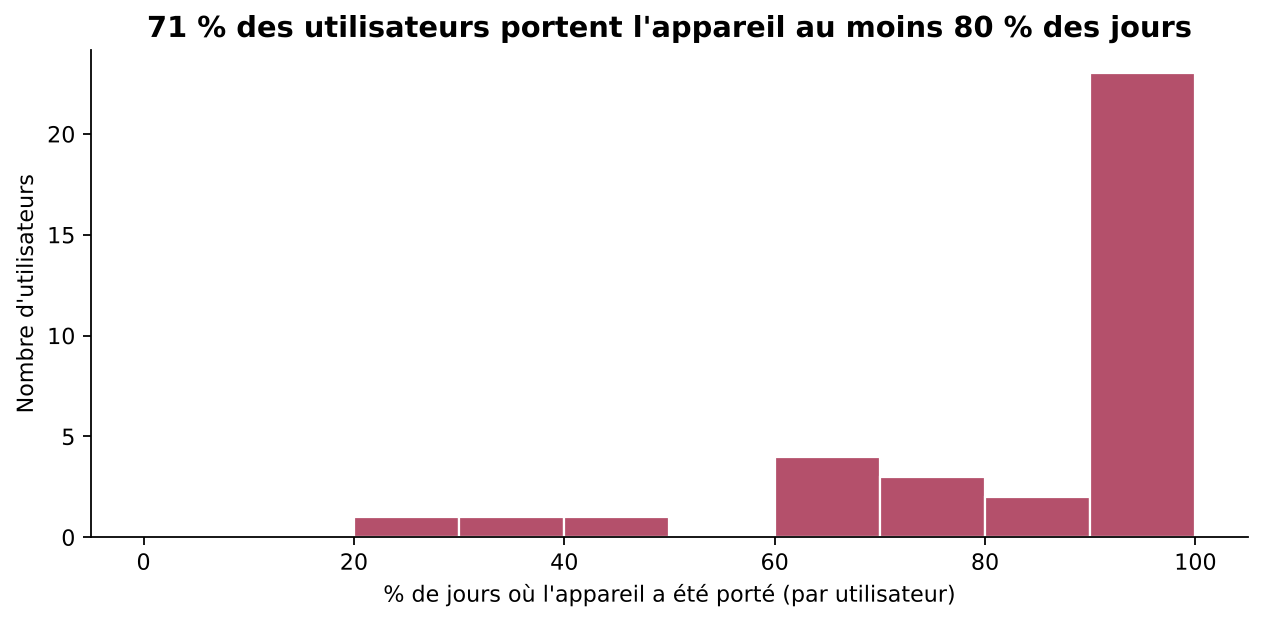 71 % des utilisateurs portent l'appareil au moins 80 % des jours
Nombre d'utilisateurs
20
15
10
5
0
0 20 40 60 80 100
% de jours où l'appareil a été porté (par utilisateur)